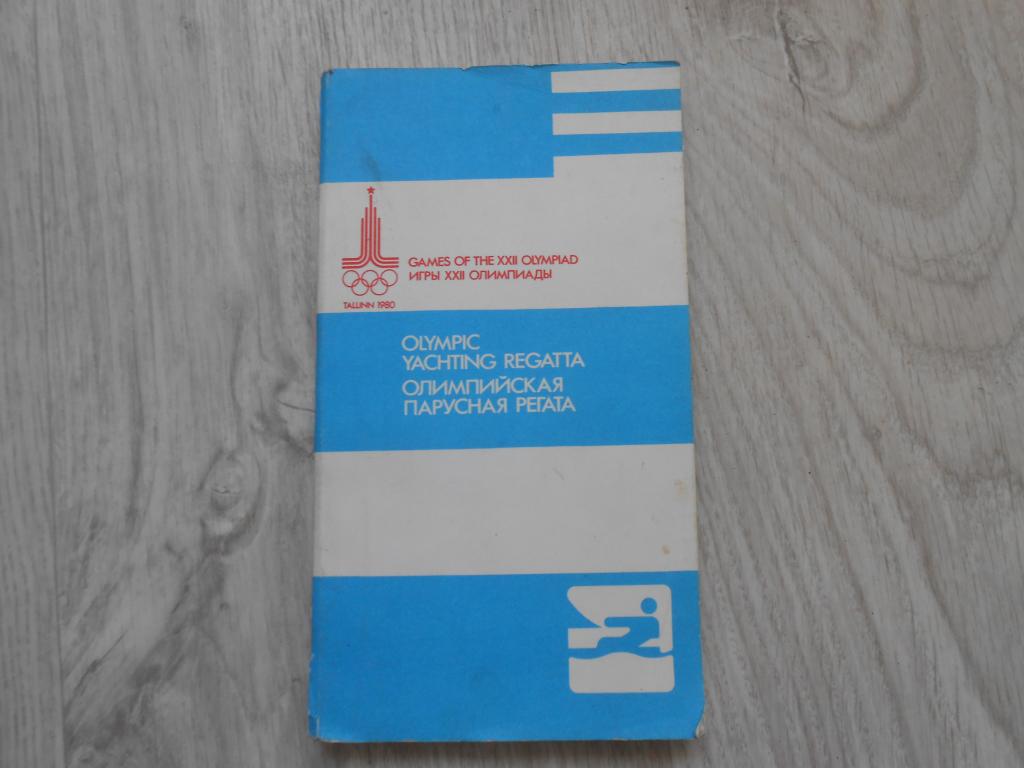 GAMES OF THE XXII OLYMPIAD
ИГРЫ XXII ОЛИМПИАДЫ
TALLINN 1980
OLYMPIC
YACHTING REGATTA
ОЛИМПИЙСКАЯ
ПАРУСНАЯ РЕГАТА